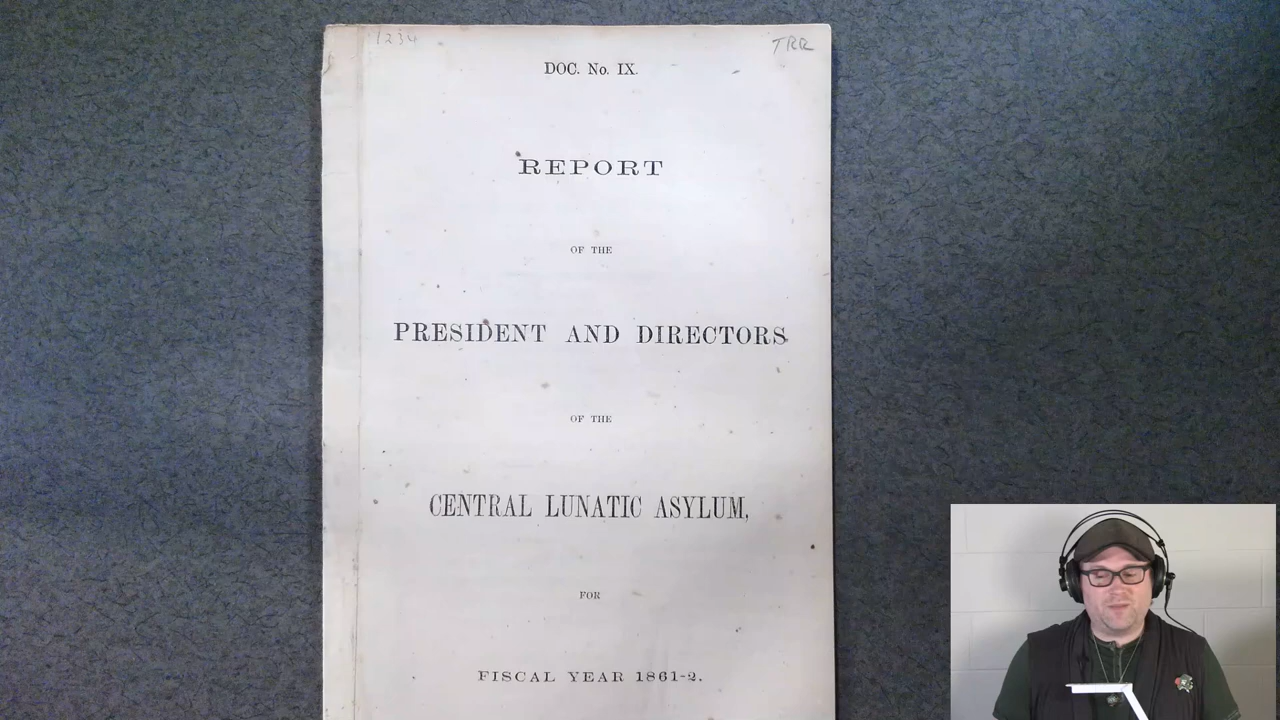 1234 TRR
DOC. No. IX.
REPORT
OF THE
PRESIDENT AND DIRECTORS
OF THE
CENTRAL LUNATIC ASYLUM,
FOR
FISCAL YEAR 1861-2.